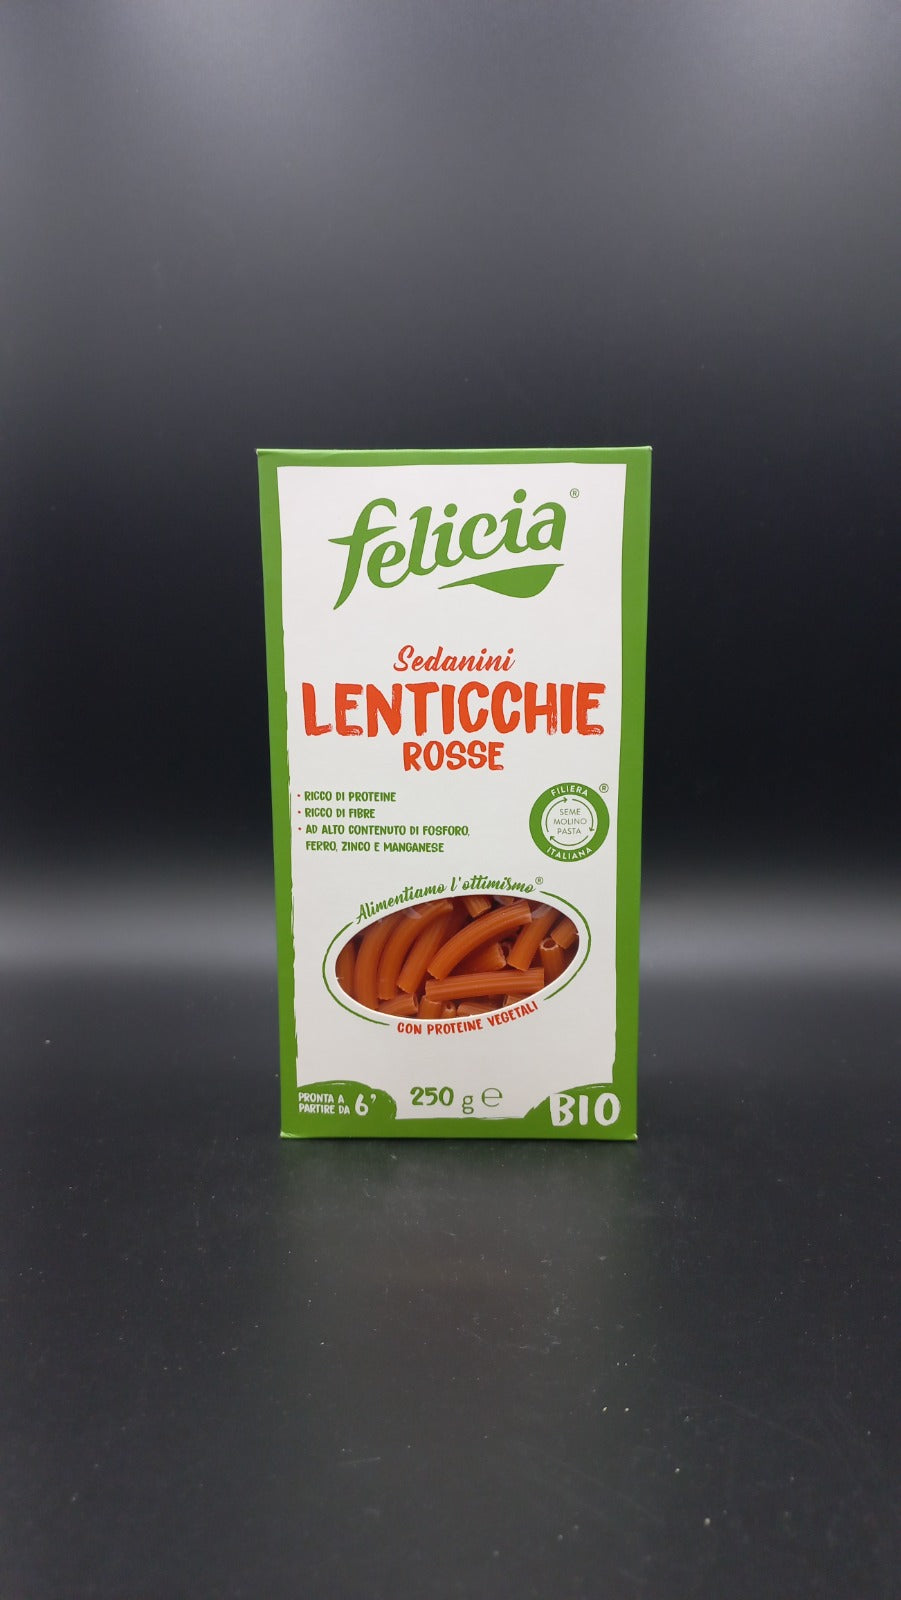 felicia®
Sedanini
LENTICCHIE
ROSSE
• RICCO DI PROTEINE
• RICCO DI FIBRE
• AD ALTO CONTENUTO DI FOSFORO,
FERRO, ZINCO E MANGANESE
FILIERA ®
SEME
MOLINO
PASTA
ITALIANA
Alimentiamo l'ottimismo®
CON PROTEINE VEGETALI
PRONTA A
PARTIRE DA 6'
250 g ℮
BIO